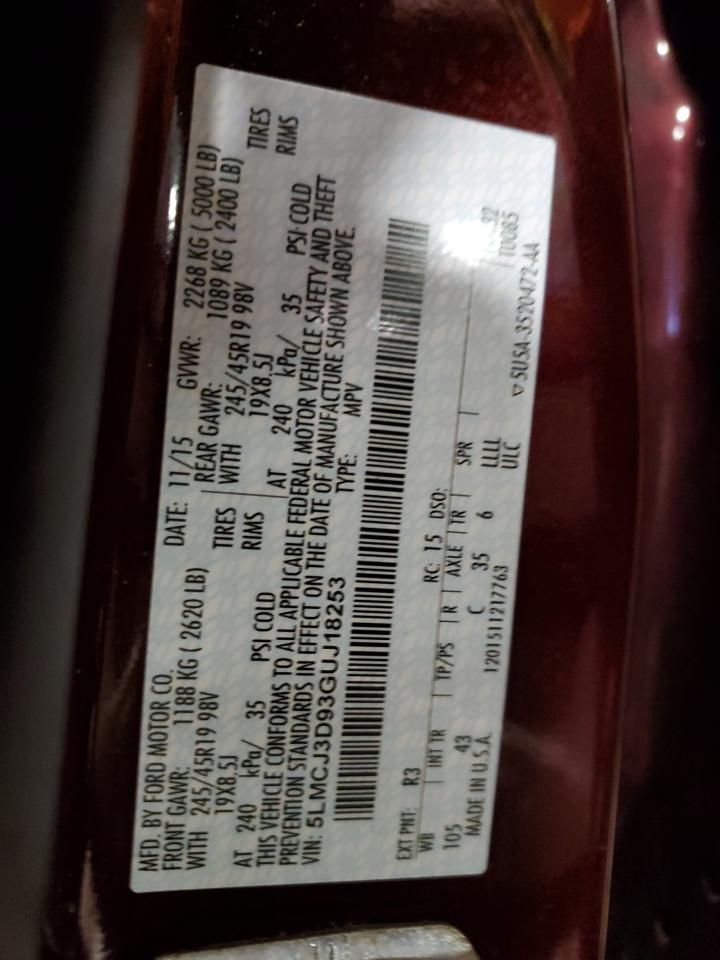 MFD. BY FORD MOTOR CO. DATE: 11/15 GVWR: 2268 KG ( 5000 LB)
FRONT GAWR: 1188 KG ( 2620 LB) REAR GAWR: 1089 KG ( 2400 LB)
WITH 245/45R19 98V TIRES WITH 245/45R19 98V TIRES
19X8.5J RIMS 19X8.5J RIMS
AT 240 kPa/ 35 PSI COLD AT 240 kPa/ 35 PSI COLD
THIS VEHICLE CONFORMS TO ALL APPLICABLE FEDERAL MOTOR VEHICLE SAFETY AND THEFT
PREVENTION STANDARDS IN EFFECT ON THE DATE OF MANUFACTURE SHOWN ABOVE.
VIN: 5LMCJ3D93GUJ18253 TYPE: MPV
EXT PNT: R3 RC: 15 DSO:
WB INT TR TP/PS R AXLE TR SPR
105 43 C 35 6 LLLL
MADE IN U.S.A. 1201511217763 ULC 110085
▽SU5A-3520472-AA